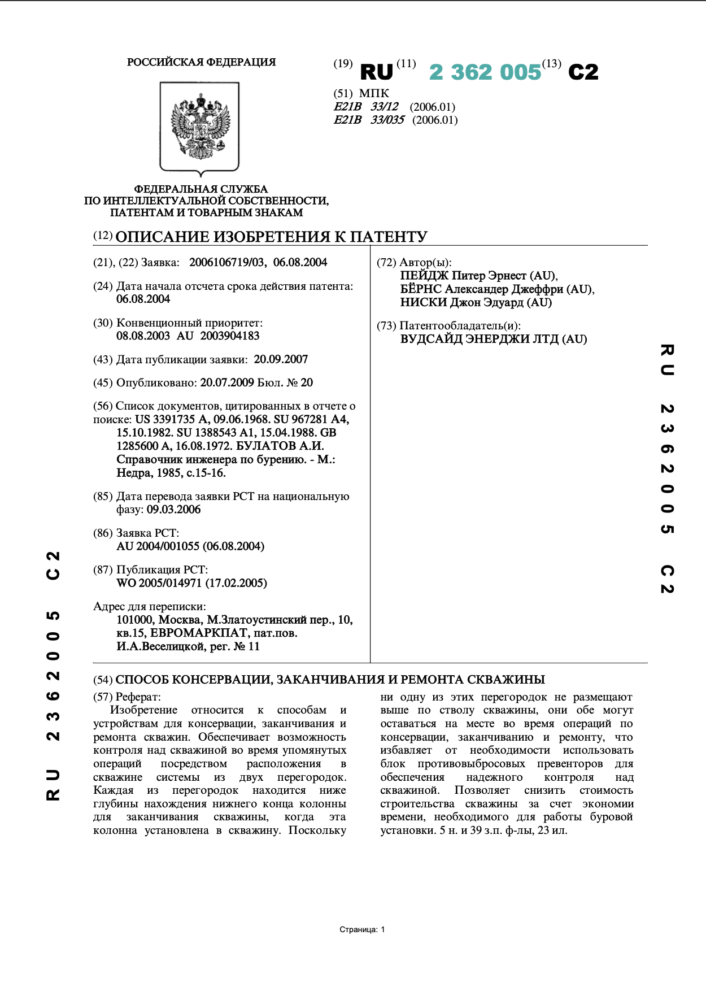 РОССИЙСКАЯ ФЕДЕРАЦИЯ
(19) RU (11) 2 362 005 (13) C2
(51) МПК
E21B 33/12 (2006.01)
E21B 33/035 (2006.01)
ФЕДЕРАЛЬНАЯ СЛУЖБА
ПО ИНТЕЛЛЕКТУАЛЬНОЙ СОБСТВЕННОСТИ,
ПАТЕНТАМ И ТОВАРНЫМ ЗНАКАМ
(12) ОПИСАНИЕ ИЗОБРЕТЕНИЯ К ПАТЕНТУ
(21), (22) Заявка: 2006106719/03, 06.08.2004
(24) Дата начала отсчета срока действия патента:
06.08.2004
(30) Конвенционный приоритет:
08.08.2003 AU 2003904183
(43) Дата публикации заявки: 20.09.2007
(45) Опубликовано: 20.07.2009 Бюл. № 20
(56) Список документов, цитированных в отчете о
поиске: US 3391735 A, 09.06.1968. SU 967281 A4,
15.10.1982. SU 1388543 A1, 15.04.1988. GB
1285600 A, 16.08.1972. БУЛАТОВ А.И.
Справочник инженера по бурению. - М.:
Недра, 1985, с.15-16.
(85) Дата перевода заявки PCT на национальную
фазу: 09.03.2006
(86) Заявка PCT:
AU 2004/001055 (06.08.2004)
(87) Публикация PCT:
WO 2005/014971 (17.02.2005)
Адрес для переписки:
101000, Москва, М.Златоустинский пер., 10,
кв.15, ЕВРОМАРКПАТ, пат.пов.
И.А.Веселицкой, рег. № 11
(72) Автор(ы):
ПЕЙДЖ Питер Эрнест (AU),
БЁРНС Александер Джеффри (AU),
НИСКИ Джон Эдуард (AU)
(73) Патентообладатель(и):
ВУДСАЙД ЭНЕРДЖИ ЛТД (AU)
(54) СПОСОБ КОНСЕРВАЦИИ, ЗАКАНЧИВАНИЯ И РЕМОНТА СКВАЖИНЫ
(57) Реферат:
Изобретение относится к способам и
устройствам для консервации, заканчивания и
ремонта скважин. Обеспечивает возможность
контроля над скважиной во время упомянутых
операций посредством расположения в
скважине системы из двух перегородок.
Каждая из перегородок находится ниже
глубины нахождения нижнего конца колонны
для заканчивания скважины, когда эта
колонна установлена в скважину. Поскольку
ни одну из этих перегородок не размещают
выше по стволу скважины, они обе могут
оставаться на месте во время операций по
консервации, заканчиванию и ремонту, что
избавляет от необходимости использовать
блок противовыбросовых превенторов для
обеспечения надежного контроля над
скважиной. Позволяет снизить стоимость
строительства скважины за счет экономии
времени, необходимого для работы буровой
установки. 5 н. и 39 з.п. ф-лы, 23 ил.
RU 2362005 C2
RU 2362005 C2
Страница: 1